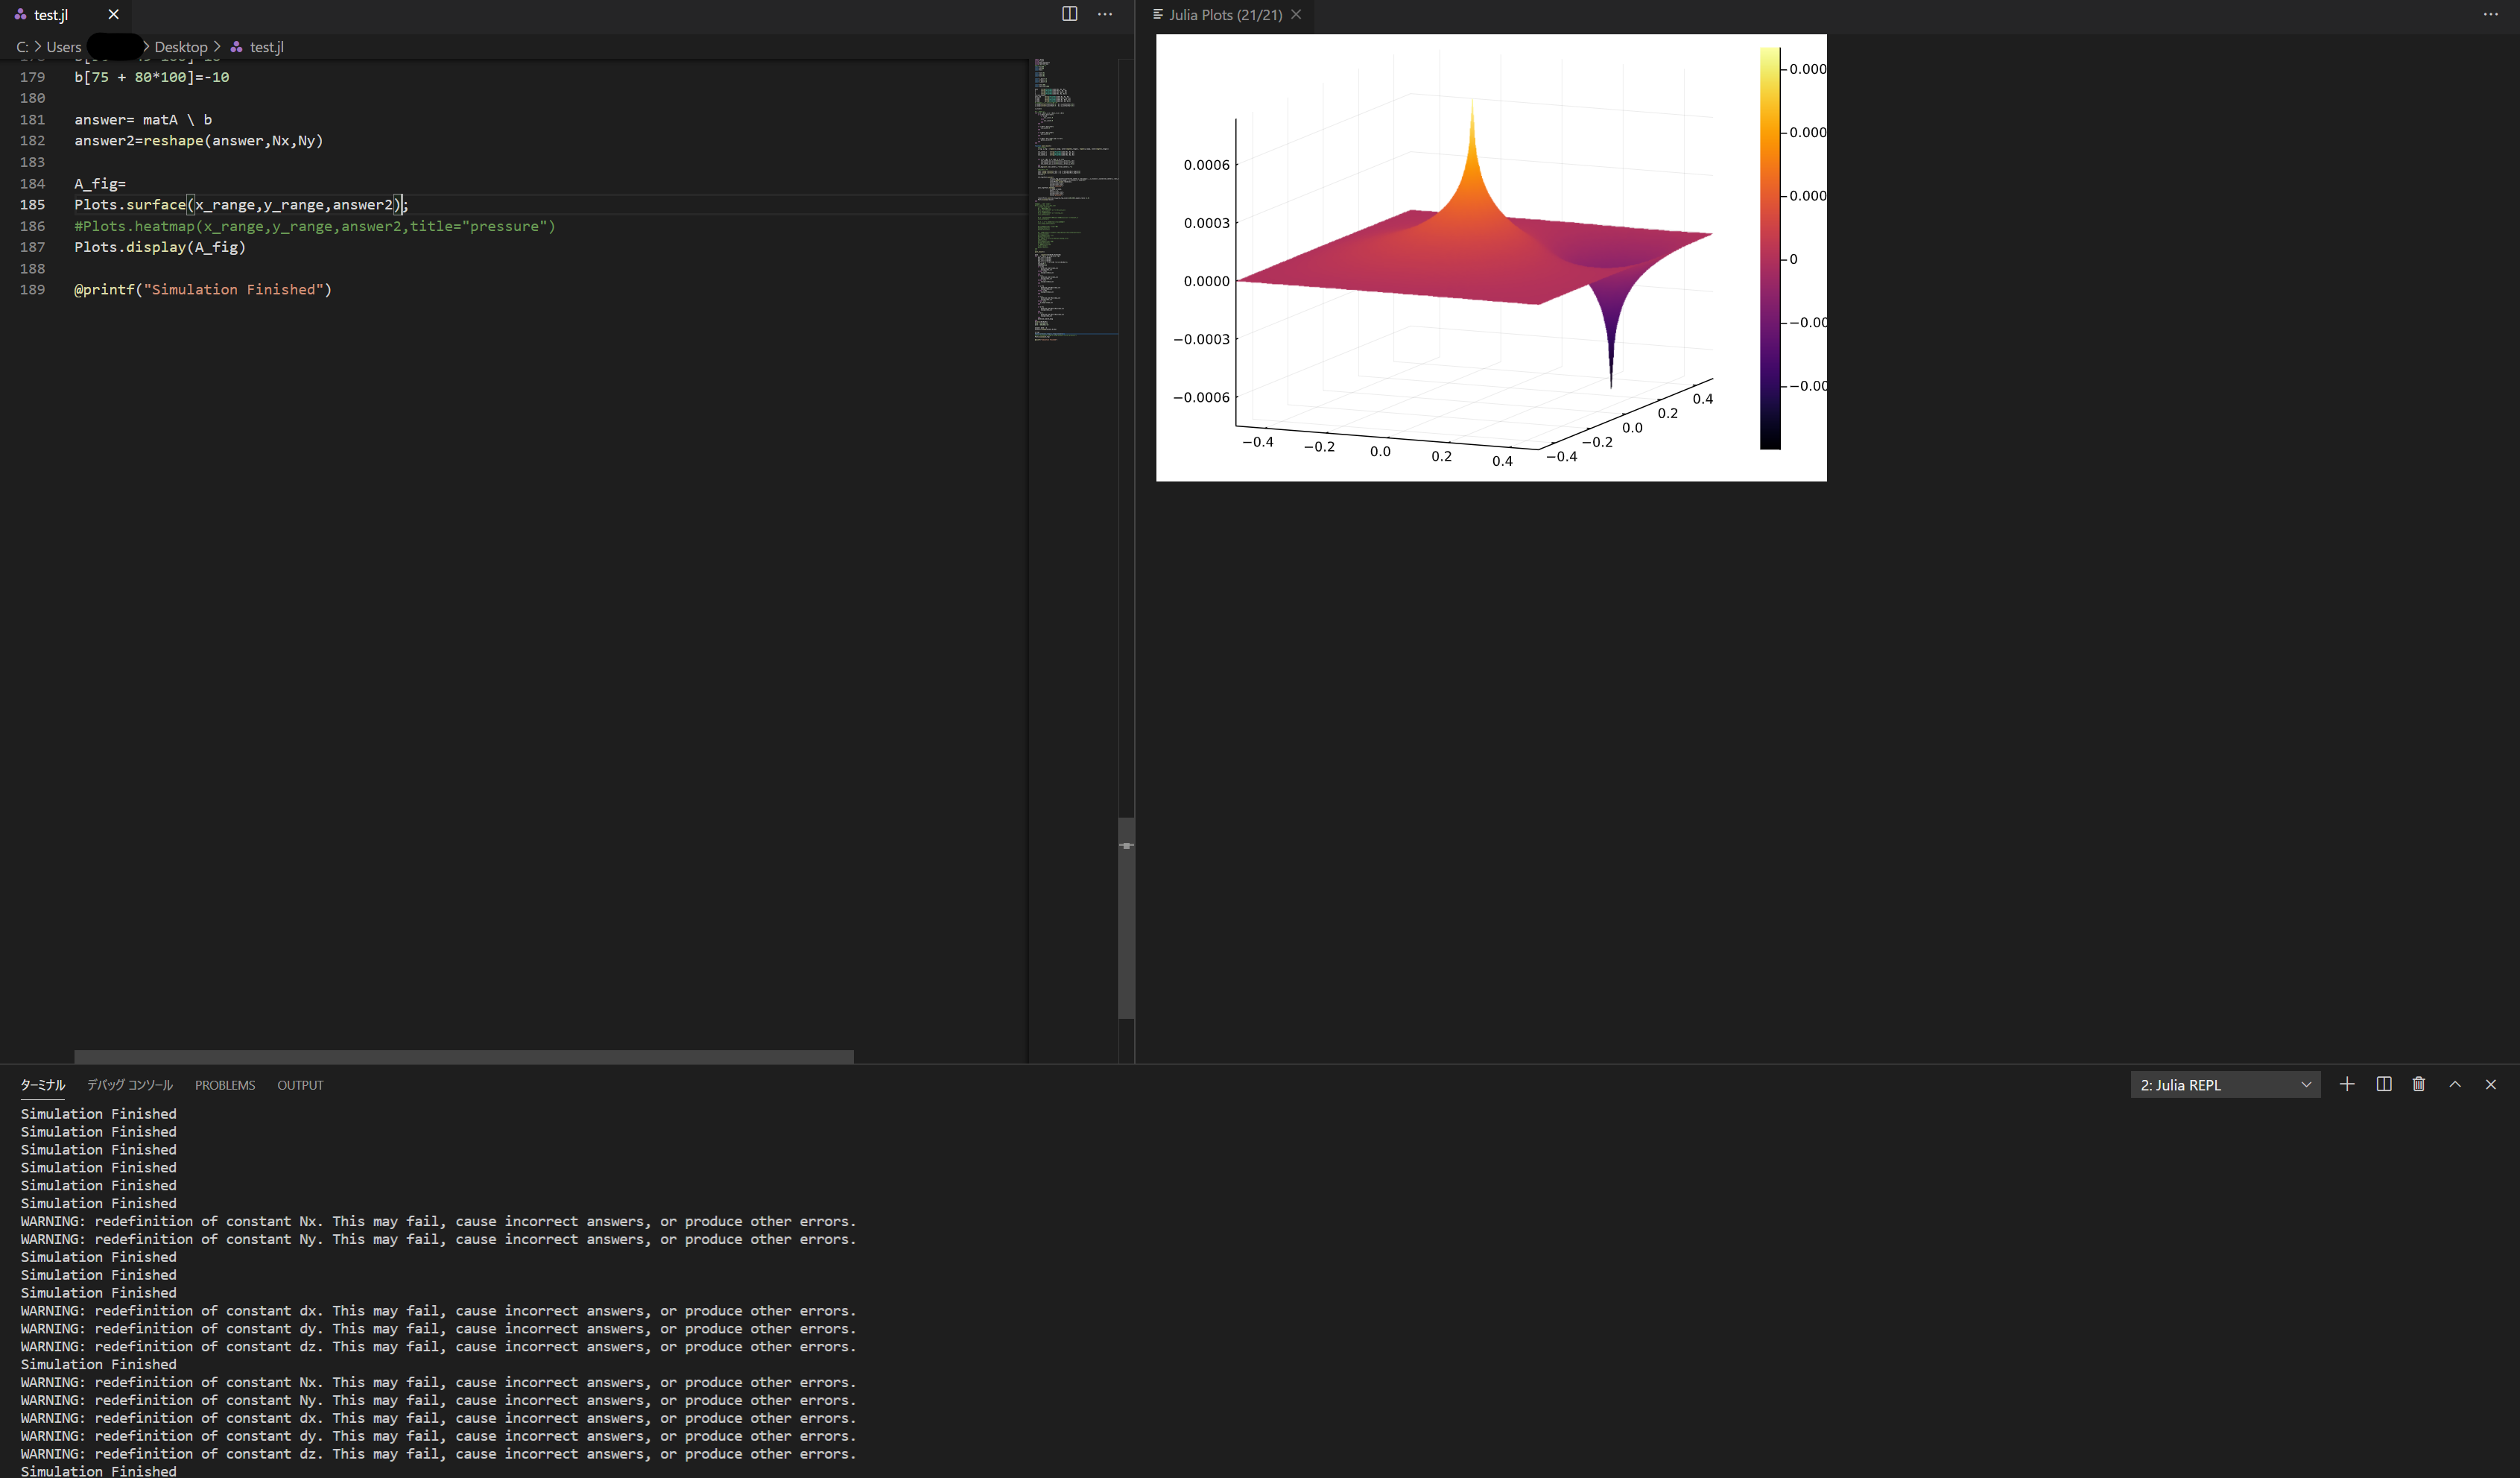 test.jl
C: > Users > Desktop > test.jl
179 b[75 + 80*100]=-10
180
181 answer= matA \ b
182 answer2=reshape(answer,Nx,Ny)
183
184 A_fig=
185 Plots.surface(x_range,y_range,answer2);
186 #Plots.heatmap(x_range,y_range,answer2,title="pressure")
187 Plots.display(A_fig)
188
189 @printf("Simulation Finished")
Julia Plots (21/21)
0.0006
0.0003
0.0000
−0.0003
−0.0006
−0.4
−0.2
0.0
0.2
0.4
−0.4
−0.2
0.0
0.2
0.4
0.000
0.000
0.000
0
−0.00
−0.00
ターミナル デバッグ コンソール PROBLEMS OUTPUT
2: Julia REPL
Simulation Finished
Simulation Finished
Simulation Finished
Simulation Finished
Simulation Finished
Simulation Finished
WARNING: redefinition of constant Nx. This may fail, cause incorrect answers, or produce other errors.
WARNING: redefinition of constant Ny. This may fail, cause incorrect answers, or produce other errors.
Simulation Finished
Simulation Finished
Simulation Finished
WARNING: redefinition of constant dx. This may fail, cause incorrect answers, or produce other errors.
WARNING: redefinition of constant dy. This may fail, cause incorrect answers, or produce other errors.
WARNING: redefinition of constant dz. This may fail, cause incorrect answers, or produce other errors.
Simulation Finished
WARNING: redefinition of constant Nx. This may fail, cause incorrect answers, or produce other errors.
WARNING: redefinition of constant Ny. This may fail, cause incorrect answers, or produce other errors.
WARNING: redefinition of constant dx. This may fail, cause incorrect answers, or produce other errors.
WARNING: redefinition of constant dy. This may fail, cause incorrect answers, or produce other errors.
WARNING: redefinition of constant dz. This may fail, cause incorrect answers, or produce other errors.
Simulation Finished